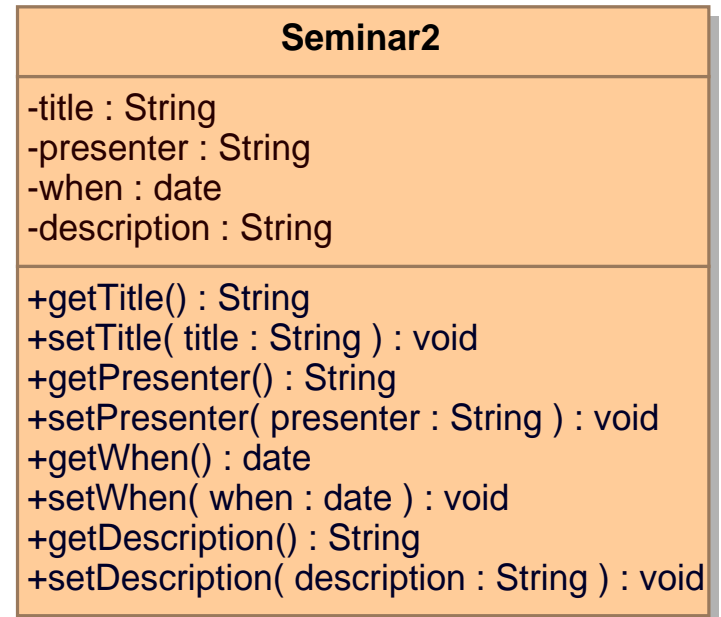 Seminar2
-title : String
-presenter : String
-when : date
-description : String
+getTitle() : String
+setTitle( title : String ) : void
+getPresenter() : String
+setPresenter( presenter : String ) : void
+getWhen() : date
+setWhen( when : date ) : void
+getDescription() : String
+setDescription( description : String ) : void